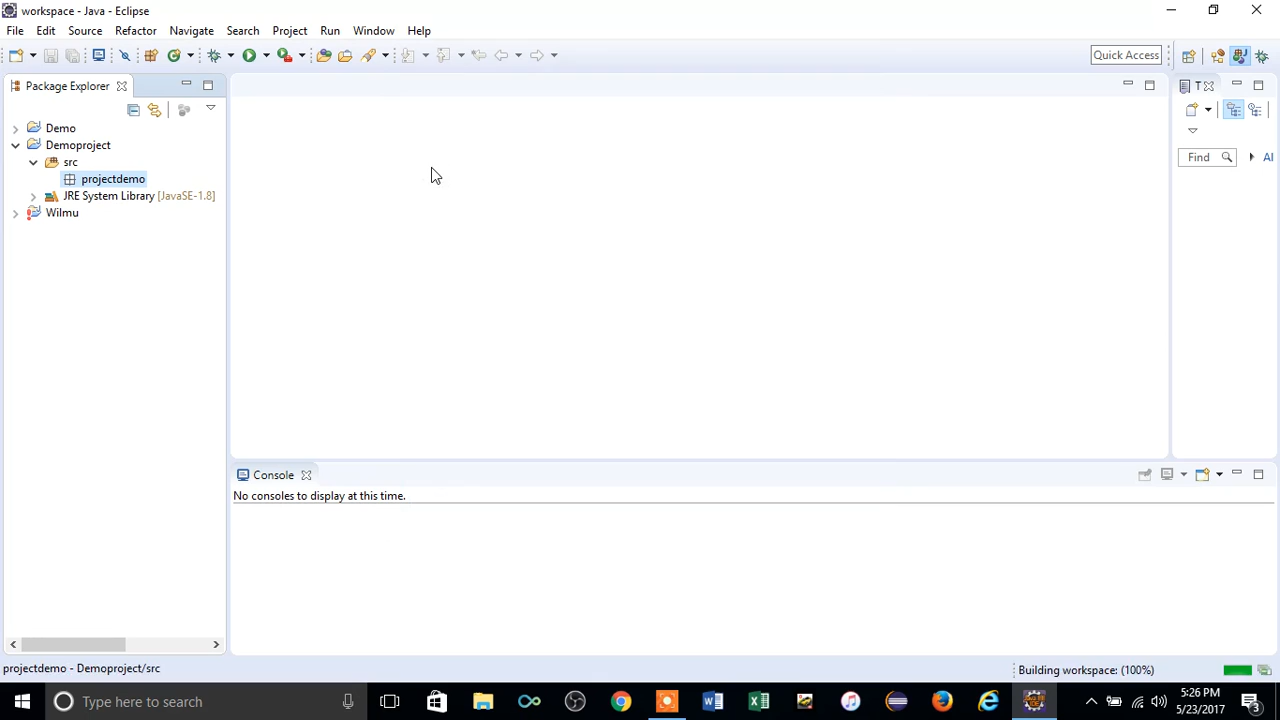 workspace - Java - Eclipse
File Edit Source Refactor Navigate Search Project Run Window Help
Quick Access
Package Explorer
Demo
Demoproject
src
projectdemo
JRE System Library [JavaSE-1.8]
Wilmu
T
Find
Al
Console
No consoles to display at this time.
projectdemo - Demoproject/src
Building workspace: (100%)
Type here to search
5:26 PM
5/23/2017
3